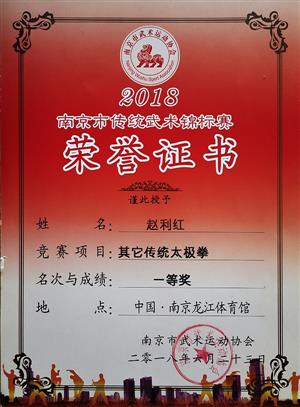 南京市武术运动协会
Nanjing Wushu Sport Association
2018
南京市传统武术锦标赛
荣誉证书
谨此授予
姓名：赵利红
竞赛项目：其它传统太极拳
名次与成绩：一等奖
地点：中国·南京龙江体育馆
南京市武术运动协会
二零一八年六月二十三日